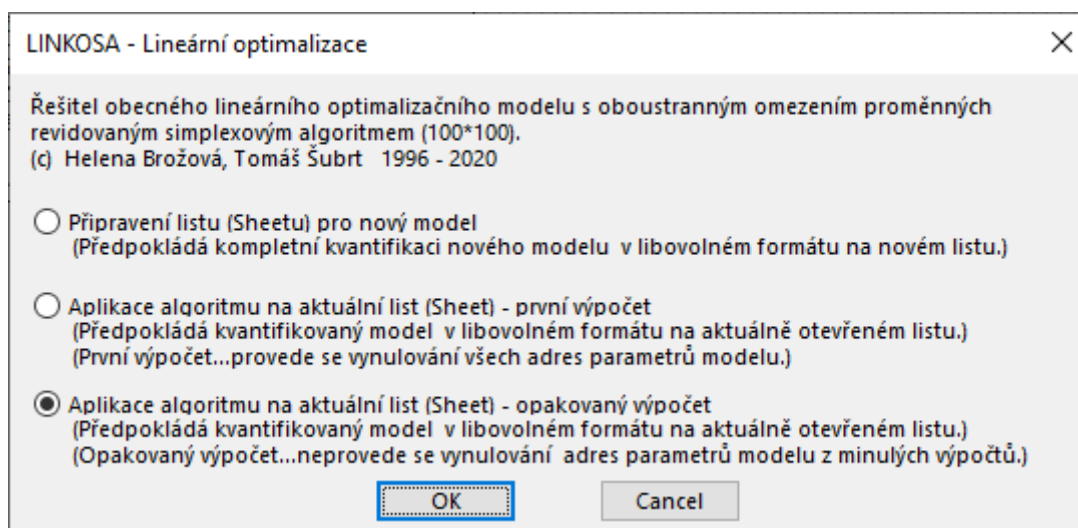 LINKOSA - Lineární optimalizace
Řešitel obecného lineárního optimalizačního modelu s oboustranným omezením proměnných
revidovaným simplexovým algoritmem (100*100).
(c) Helena Brožová, Tomáš Šubrt 1996 - 2020
Připravení listu (Sheetu) pro nový model
(Předpokládá kompletní kvantifikaci nového modelu v libovolném formátu na novém listu.)
Aplikace algoritmu na aktuální list (Sheet) - první výpočet
(Předpokládá kvantifikovaný model v libovolném formátu na aktuálně otevřeném listu.)
(První výpočet...provede se vynulování všech adres parametrů modelu.)
Aplikace algoritmu na aktuální list (Sheet) - opakovaný výpočet
(Předpokládá kvantifikovaný model v libovolném formátu na aktuálně otevřeném listu.)
(Opakovaný výpočet...neprovede se vynulování adres parametrů modelu z minulých výpočtů.)
OK Cancel